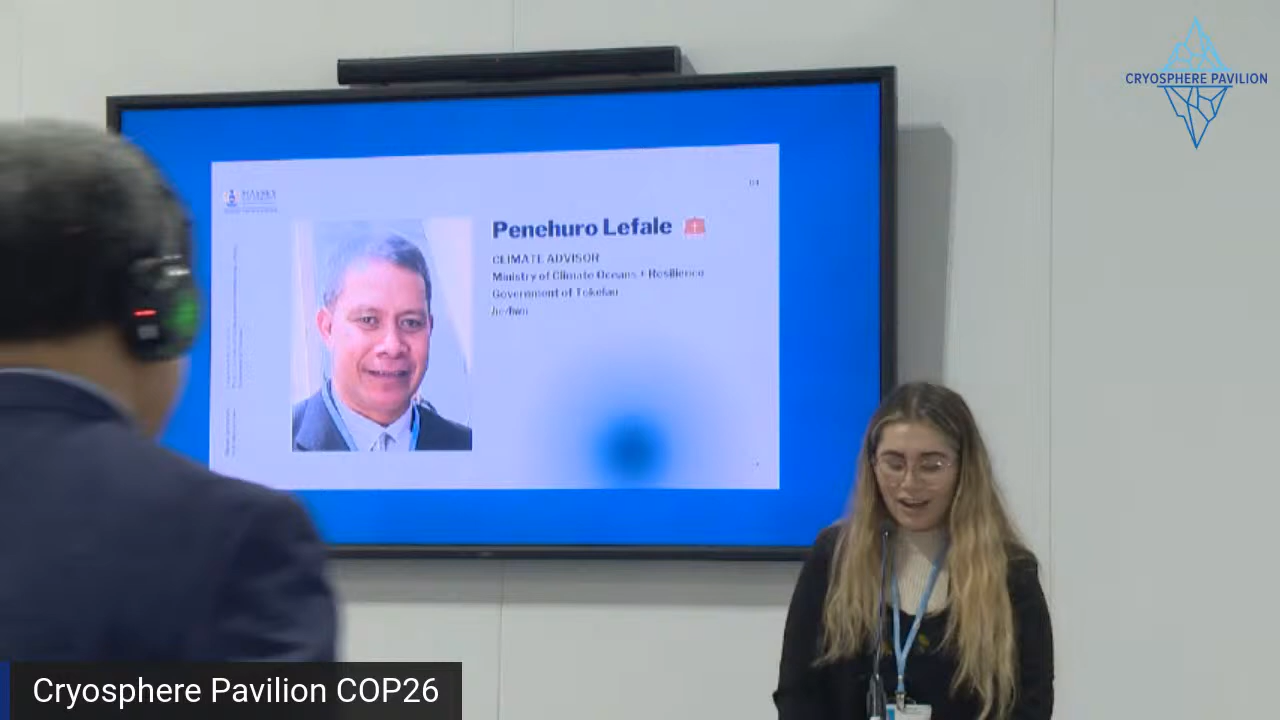 CRYOSPHERE PAVILION
04
Penehuro Lefale
CLIMATE ADVISOR
Ministry of Climate Oceans + Resilience
Government of Tokelau
he/him
Cryosphere Pavilion COP26